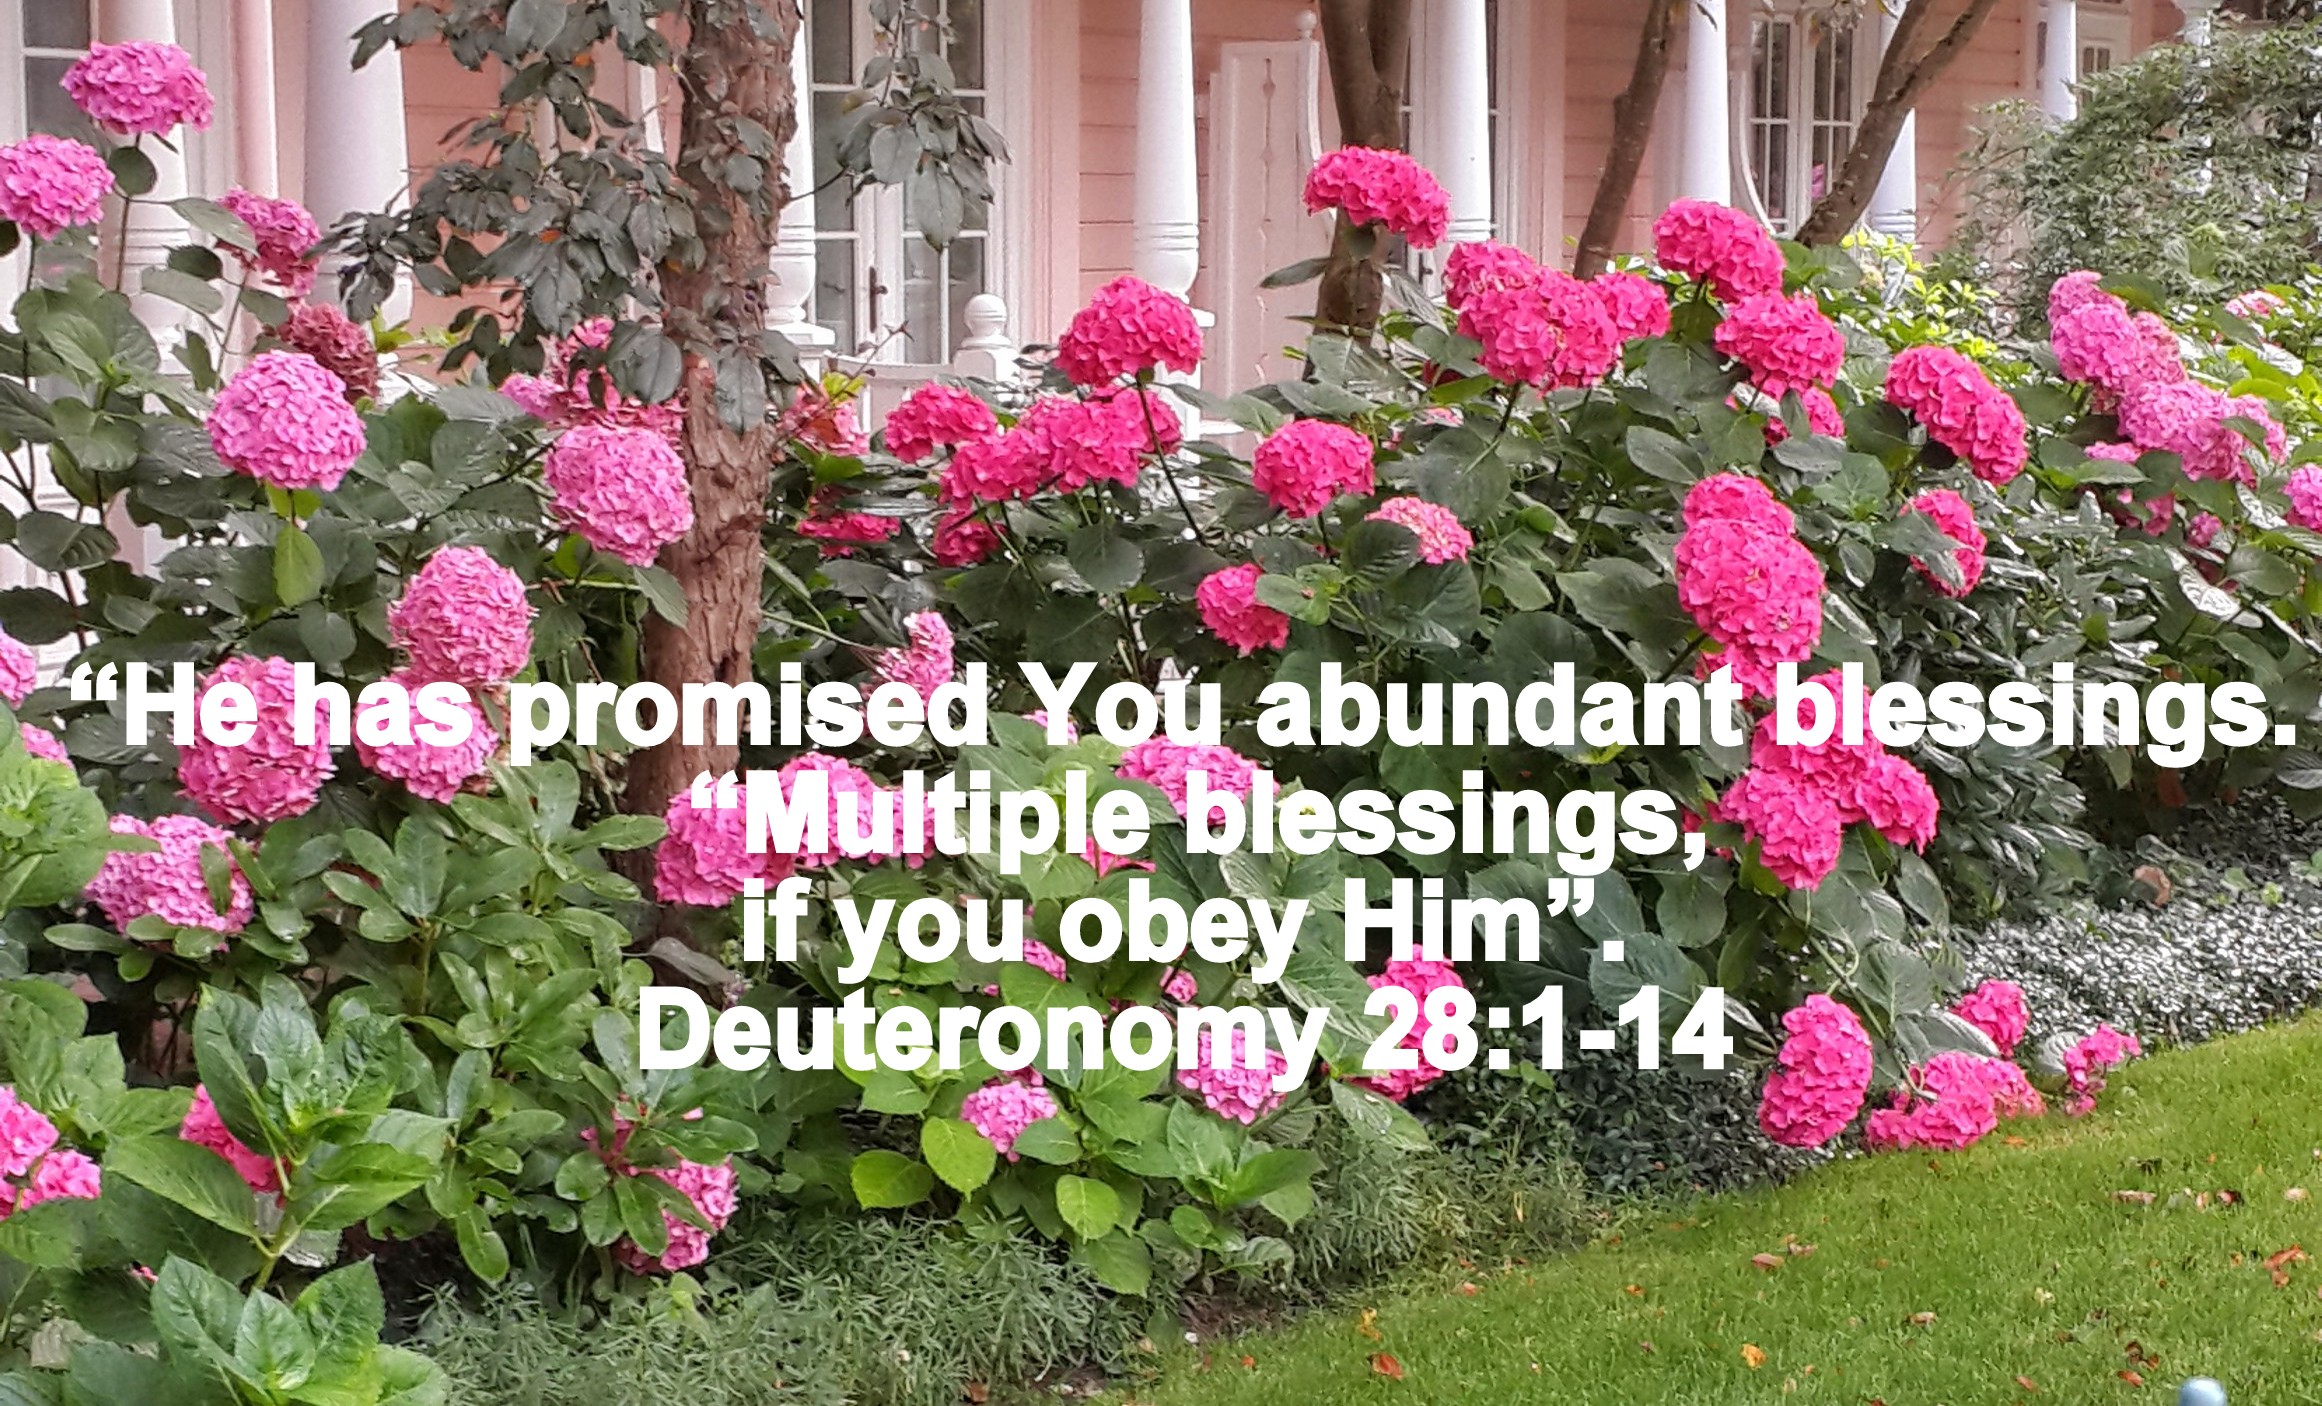 “He has promised You abundant blessings.
“Multiple blessings,
if you obey Him”.
Deuteronomy 28:1-14